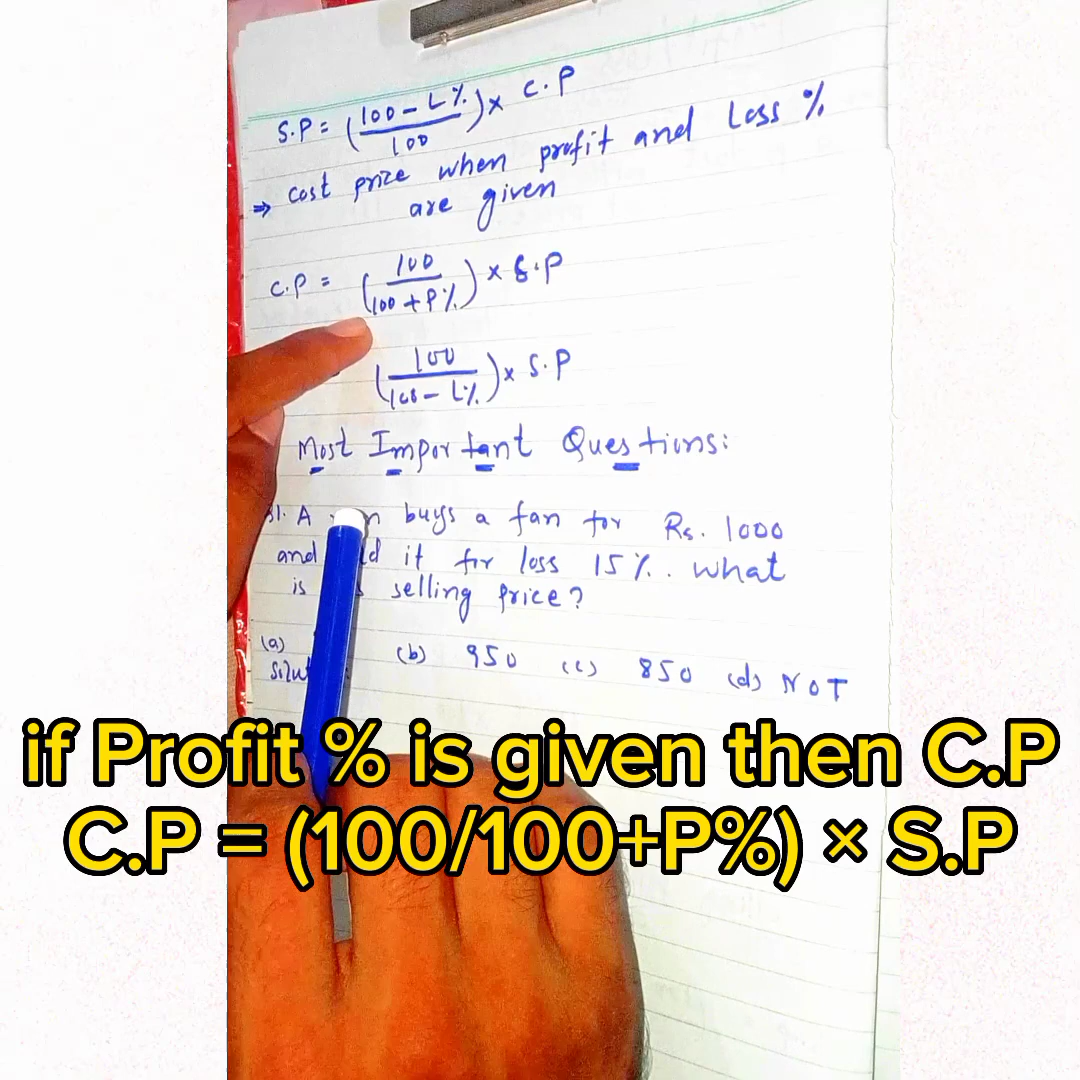 S.P = (100 - L% / 100) × C.P
⇒ Cost price when profit and Loss %
are given
C.P = (100 / 100 + P%) × S.P
(100 / 100 - L%) × S.P
Most Important Questions:
A buys a fan for Rs. 1000
and it for loss 15%. what
is selling price?
(a) (b) 950 (c) 850 (d) NOT
if Profit % is given then C.P
C.P = (100/100+P%) × S.P